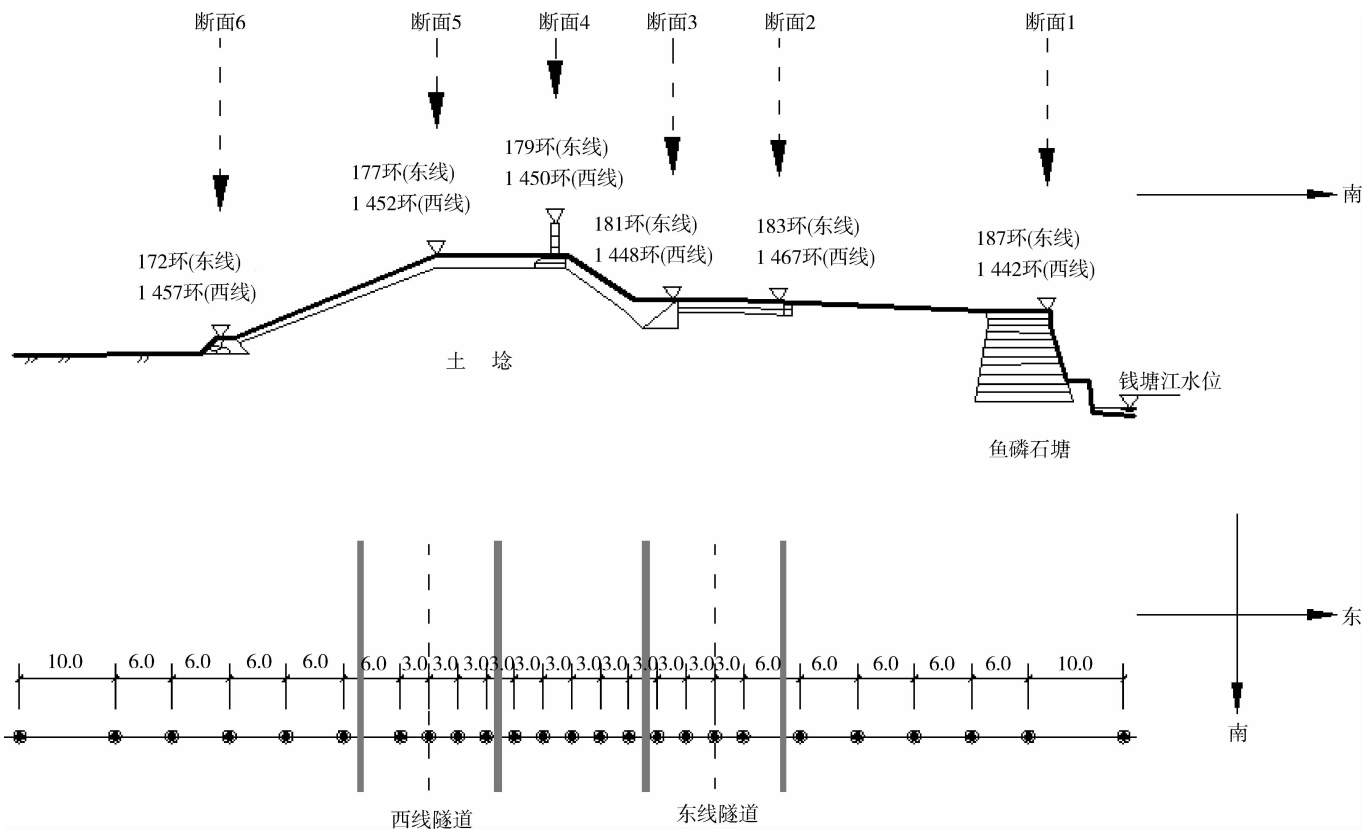 断面6
断面5
断面4
断面3
断面2
断面1
179环(东线)
1 450环(西线)
177环(东线)
1 452环(西线)
南
181环(东线)
1 448环(西线)
183环(东线)
1 467环(西线)
187环(东线)
1 442环(西线)
172环(东线)
1 457环(西线)
土 埝
钱塘江水位
鱼磷石塘
东
10.0 6.0 6.0 6.0 6.0 6.0 3.0 3.0 3.0 3.0 3.0 3.0 3.0 3.0 3.0 3.0 3.0 6.0 6.0 6.0 6.0 6.0 10.0
南
西线隧道
东线隧道